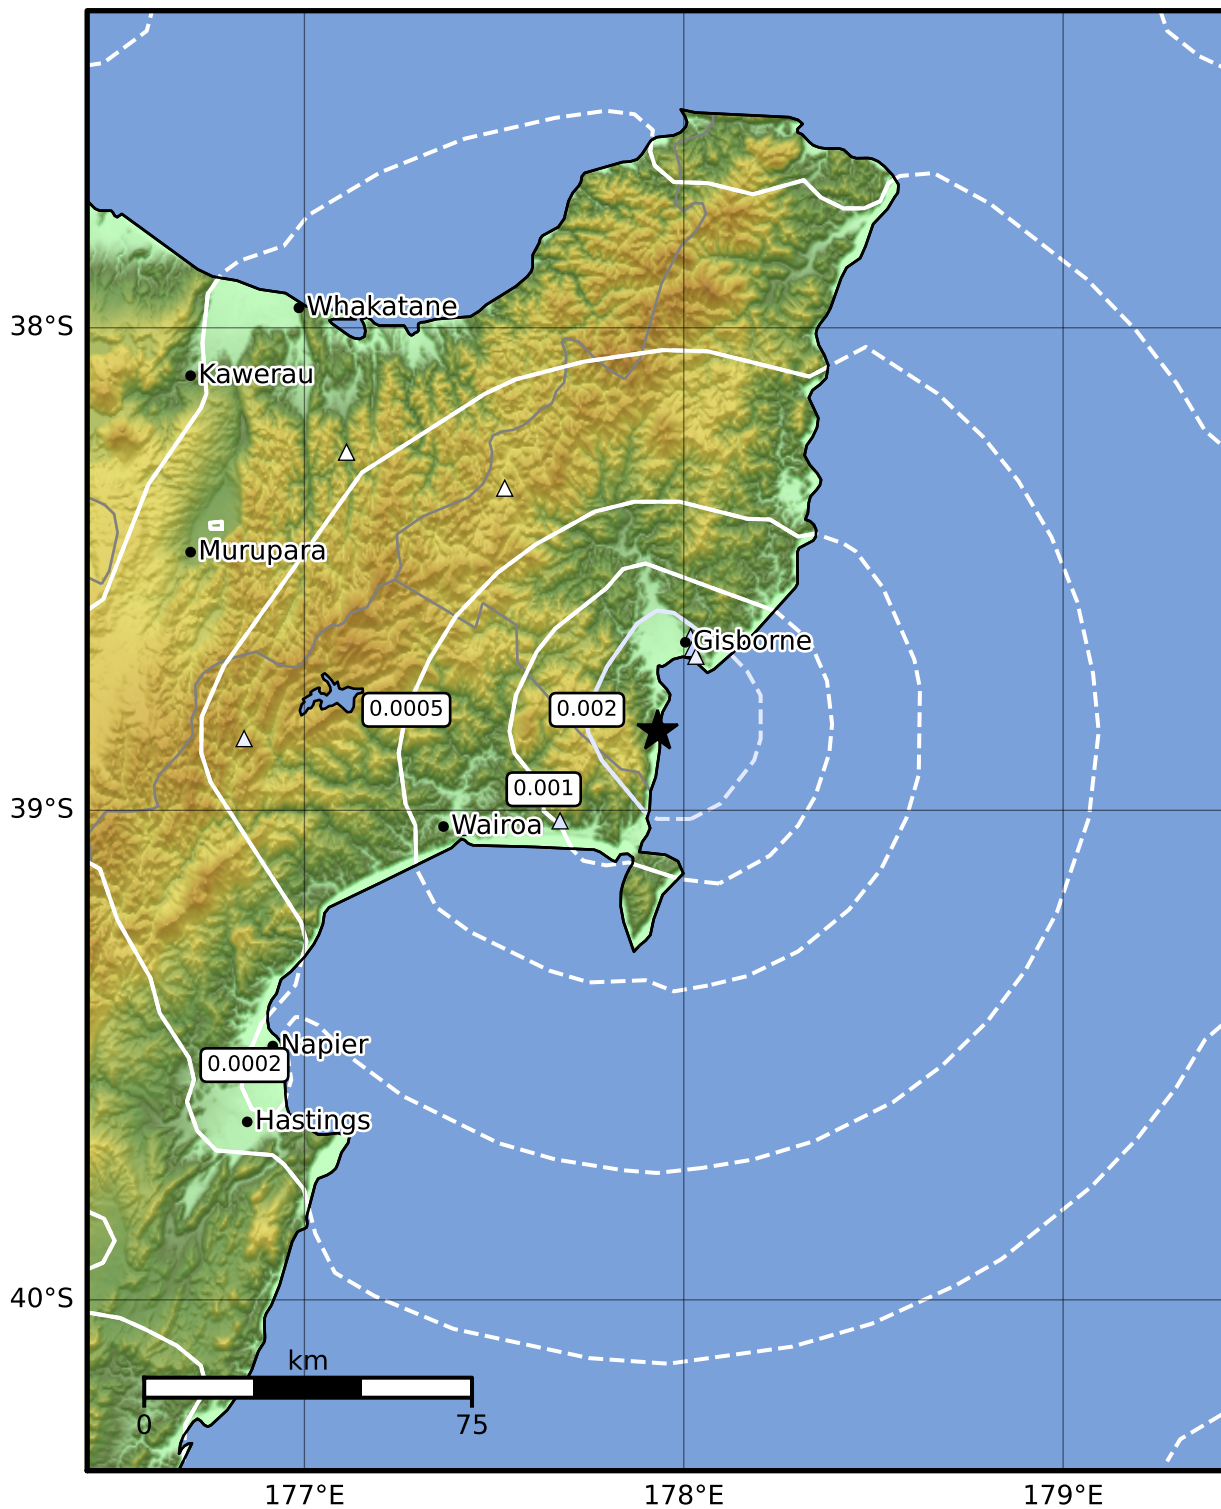 Whakatane
38°S
Kawerau
Murupara
Gisborne
0.0005
0.002
0.001
39°S
Wairoa
Napier
0.0002
Hastings
40°S
km
0
75
177°E
178°E
179°E